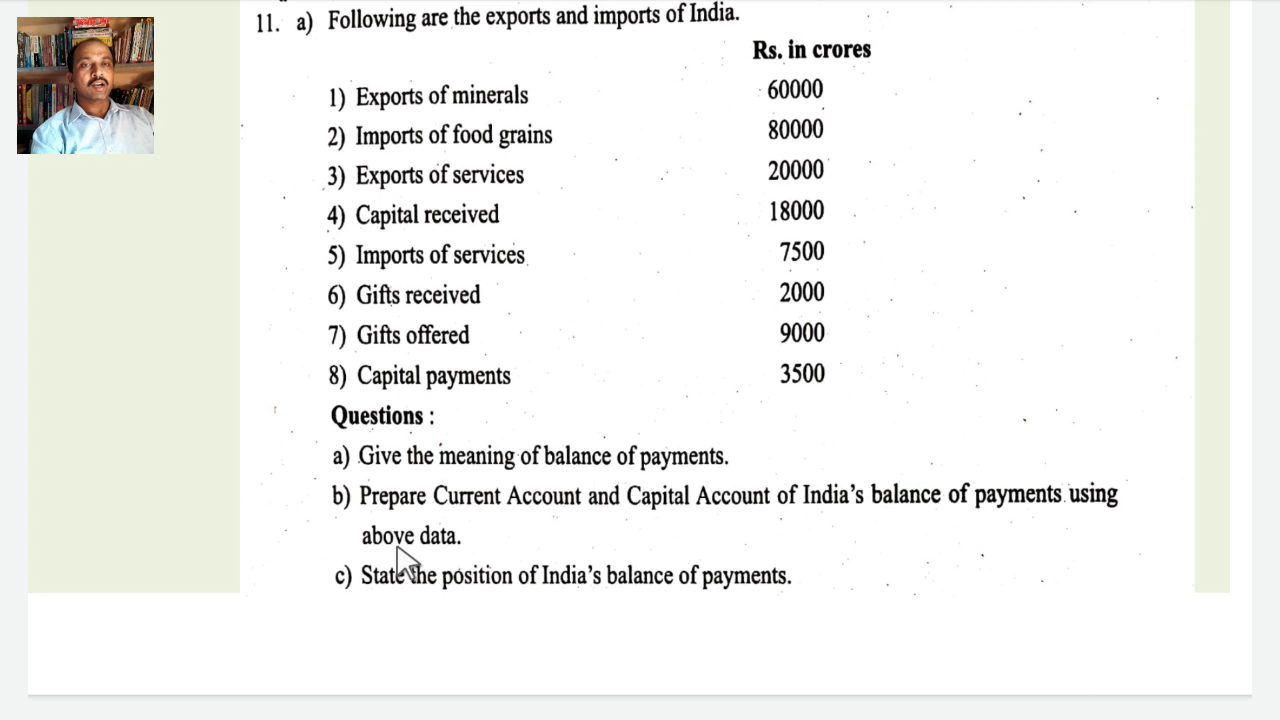 11. a) Following are the exports and imports of India.
Rs. in crores
1) Exports of minerals 60000
2) Imports of food grains 80000
3) Exports of services 20000
4) Capital received 18000
5) Imports of services 7500
6) Gifts received 2000
7) Gifts offered 9000
8) Capital payments 3500
Questions :
a) Give the meaning of balance of payments.
b) Prepare Current Account and Capital Account of India's balance of payments using
above data.
c) State the position of India's balance of payments.